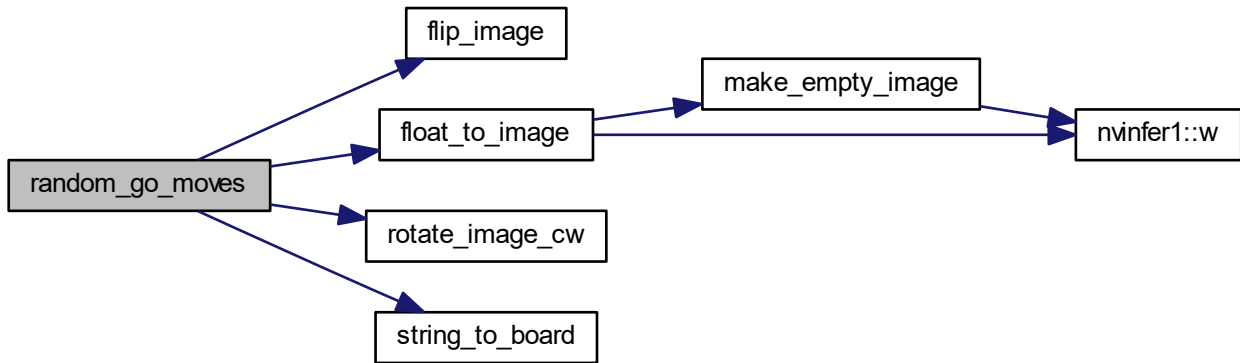 flip_image
make_empty_image
float_to_image
nvinfer1::w
random_go_moves
rotate_image_cw
string_to_board